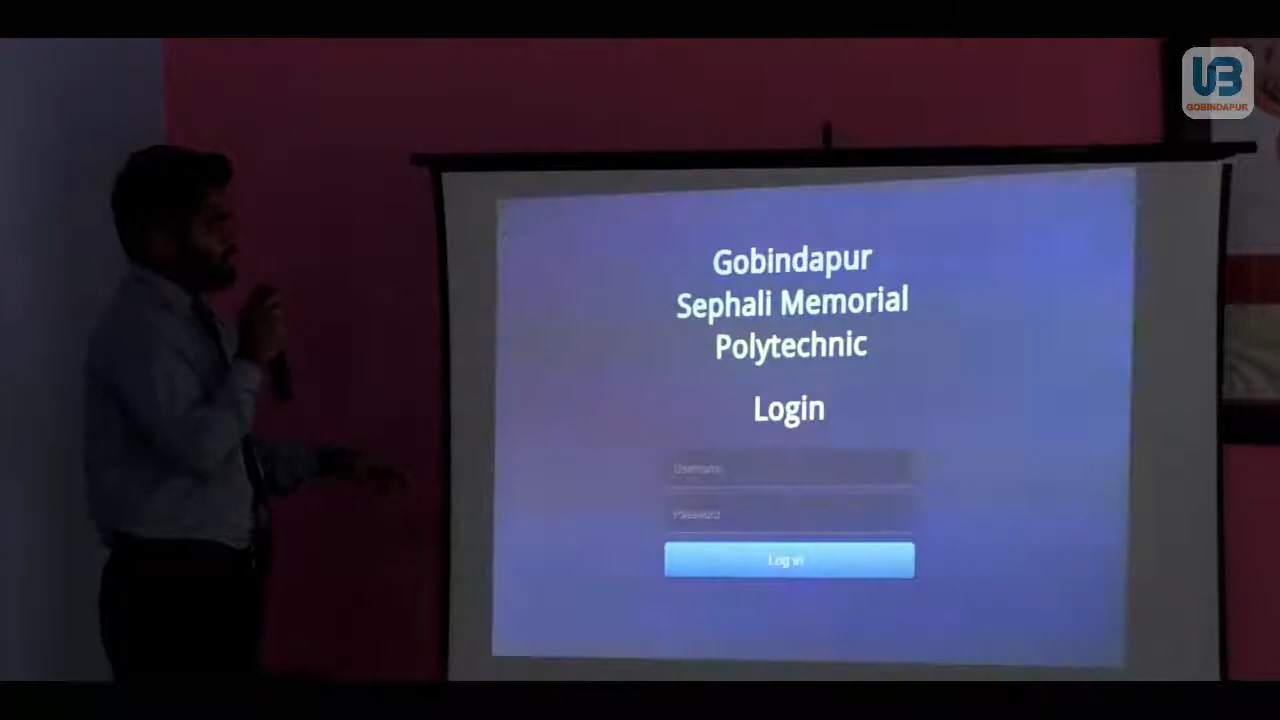 UB
GOBINDAPUR
Gobindapur
Sephali Memorial
Polytechnic
Login
Username
Password
Log in